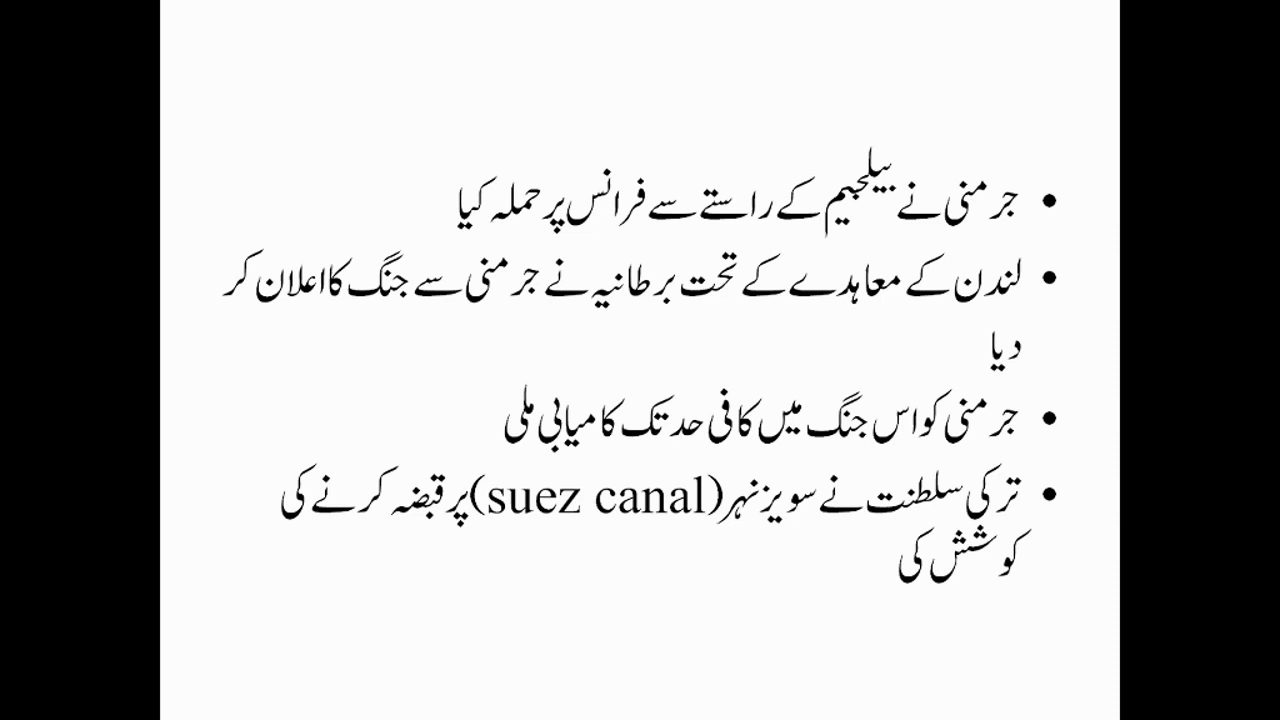 • جرمنی نے بیلجیم کے راستے سے فرانس پر حملہ کیا
• لندن کے معاہدے کے تحت برطانیہ نے جرمنی سے جنگ کا اعلان کر
دیا
• جرمنی کو اس جنگ میں کافی حد تک کامیابی ملی
• ترکی سلطنت نے سویز نہر (suez canal) پر قبضہ کرنے کی
کوشش کی